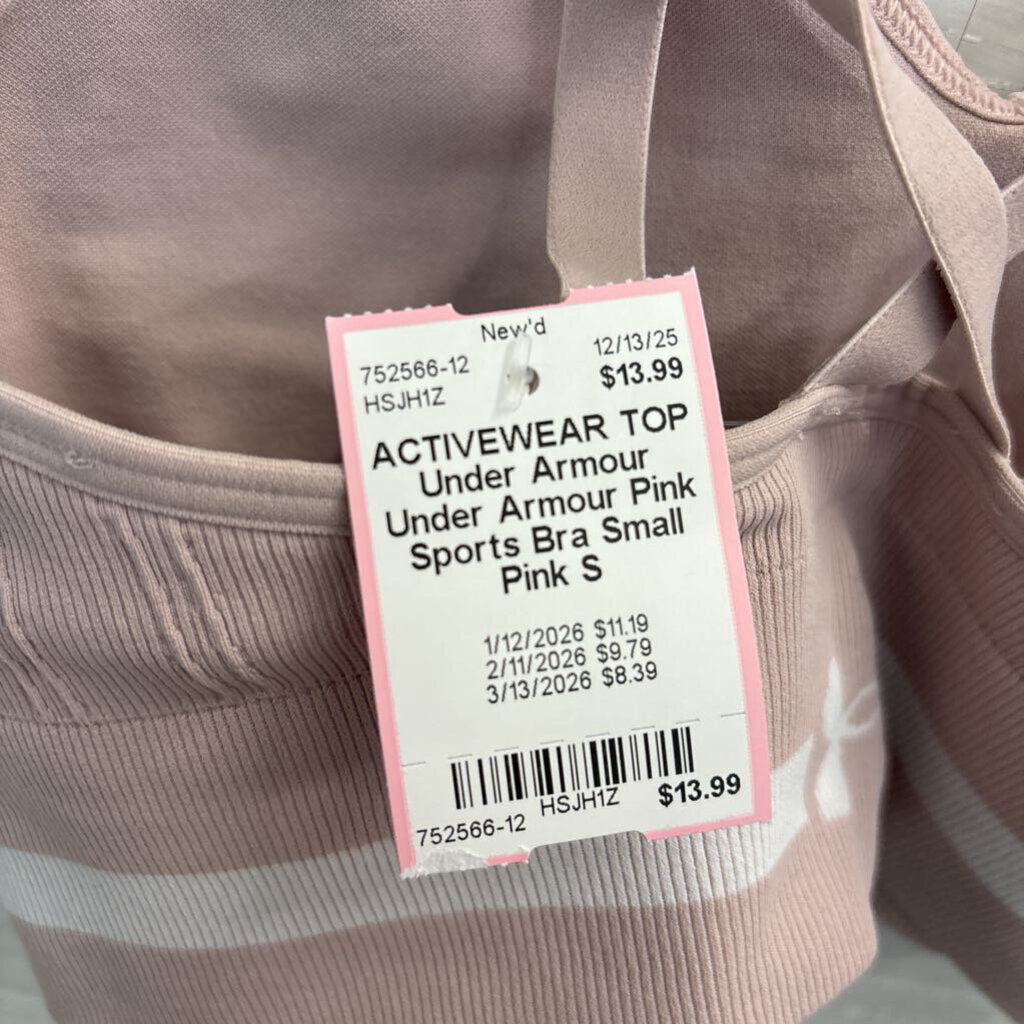 New'd
752566-12 12/13/25
HSJH1Z $13.99
ACTIVEWEAR TOP
Under Armour
Under Armour Pink
Sports Bra Small
Pink S
1/12/2026 $11.19
2/11/2026 $9.79
3/13/2026 $8.39
HSJH1Z $13.99
752566-12